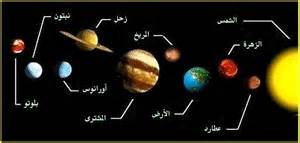 الشمس
الزهرة
المريخ
زحل
نبتون
بلوتو
أورانوس
المشترى
الأرض
عطارد